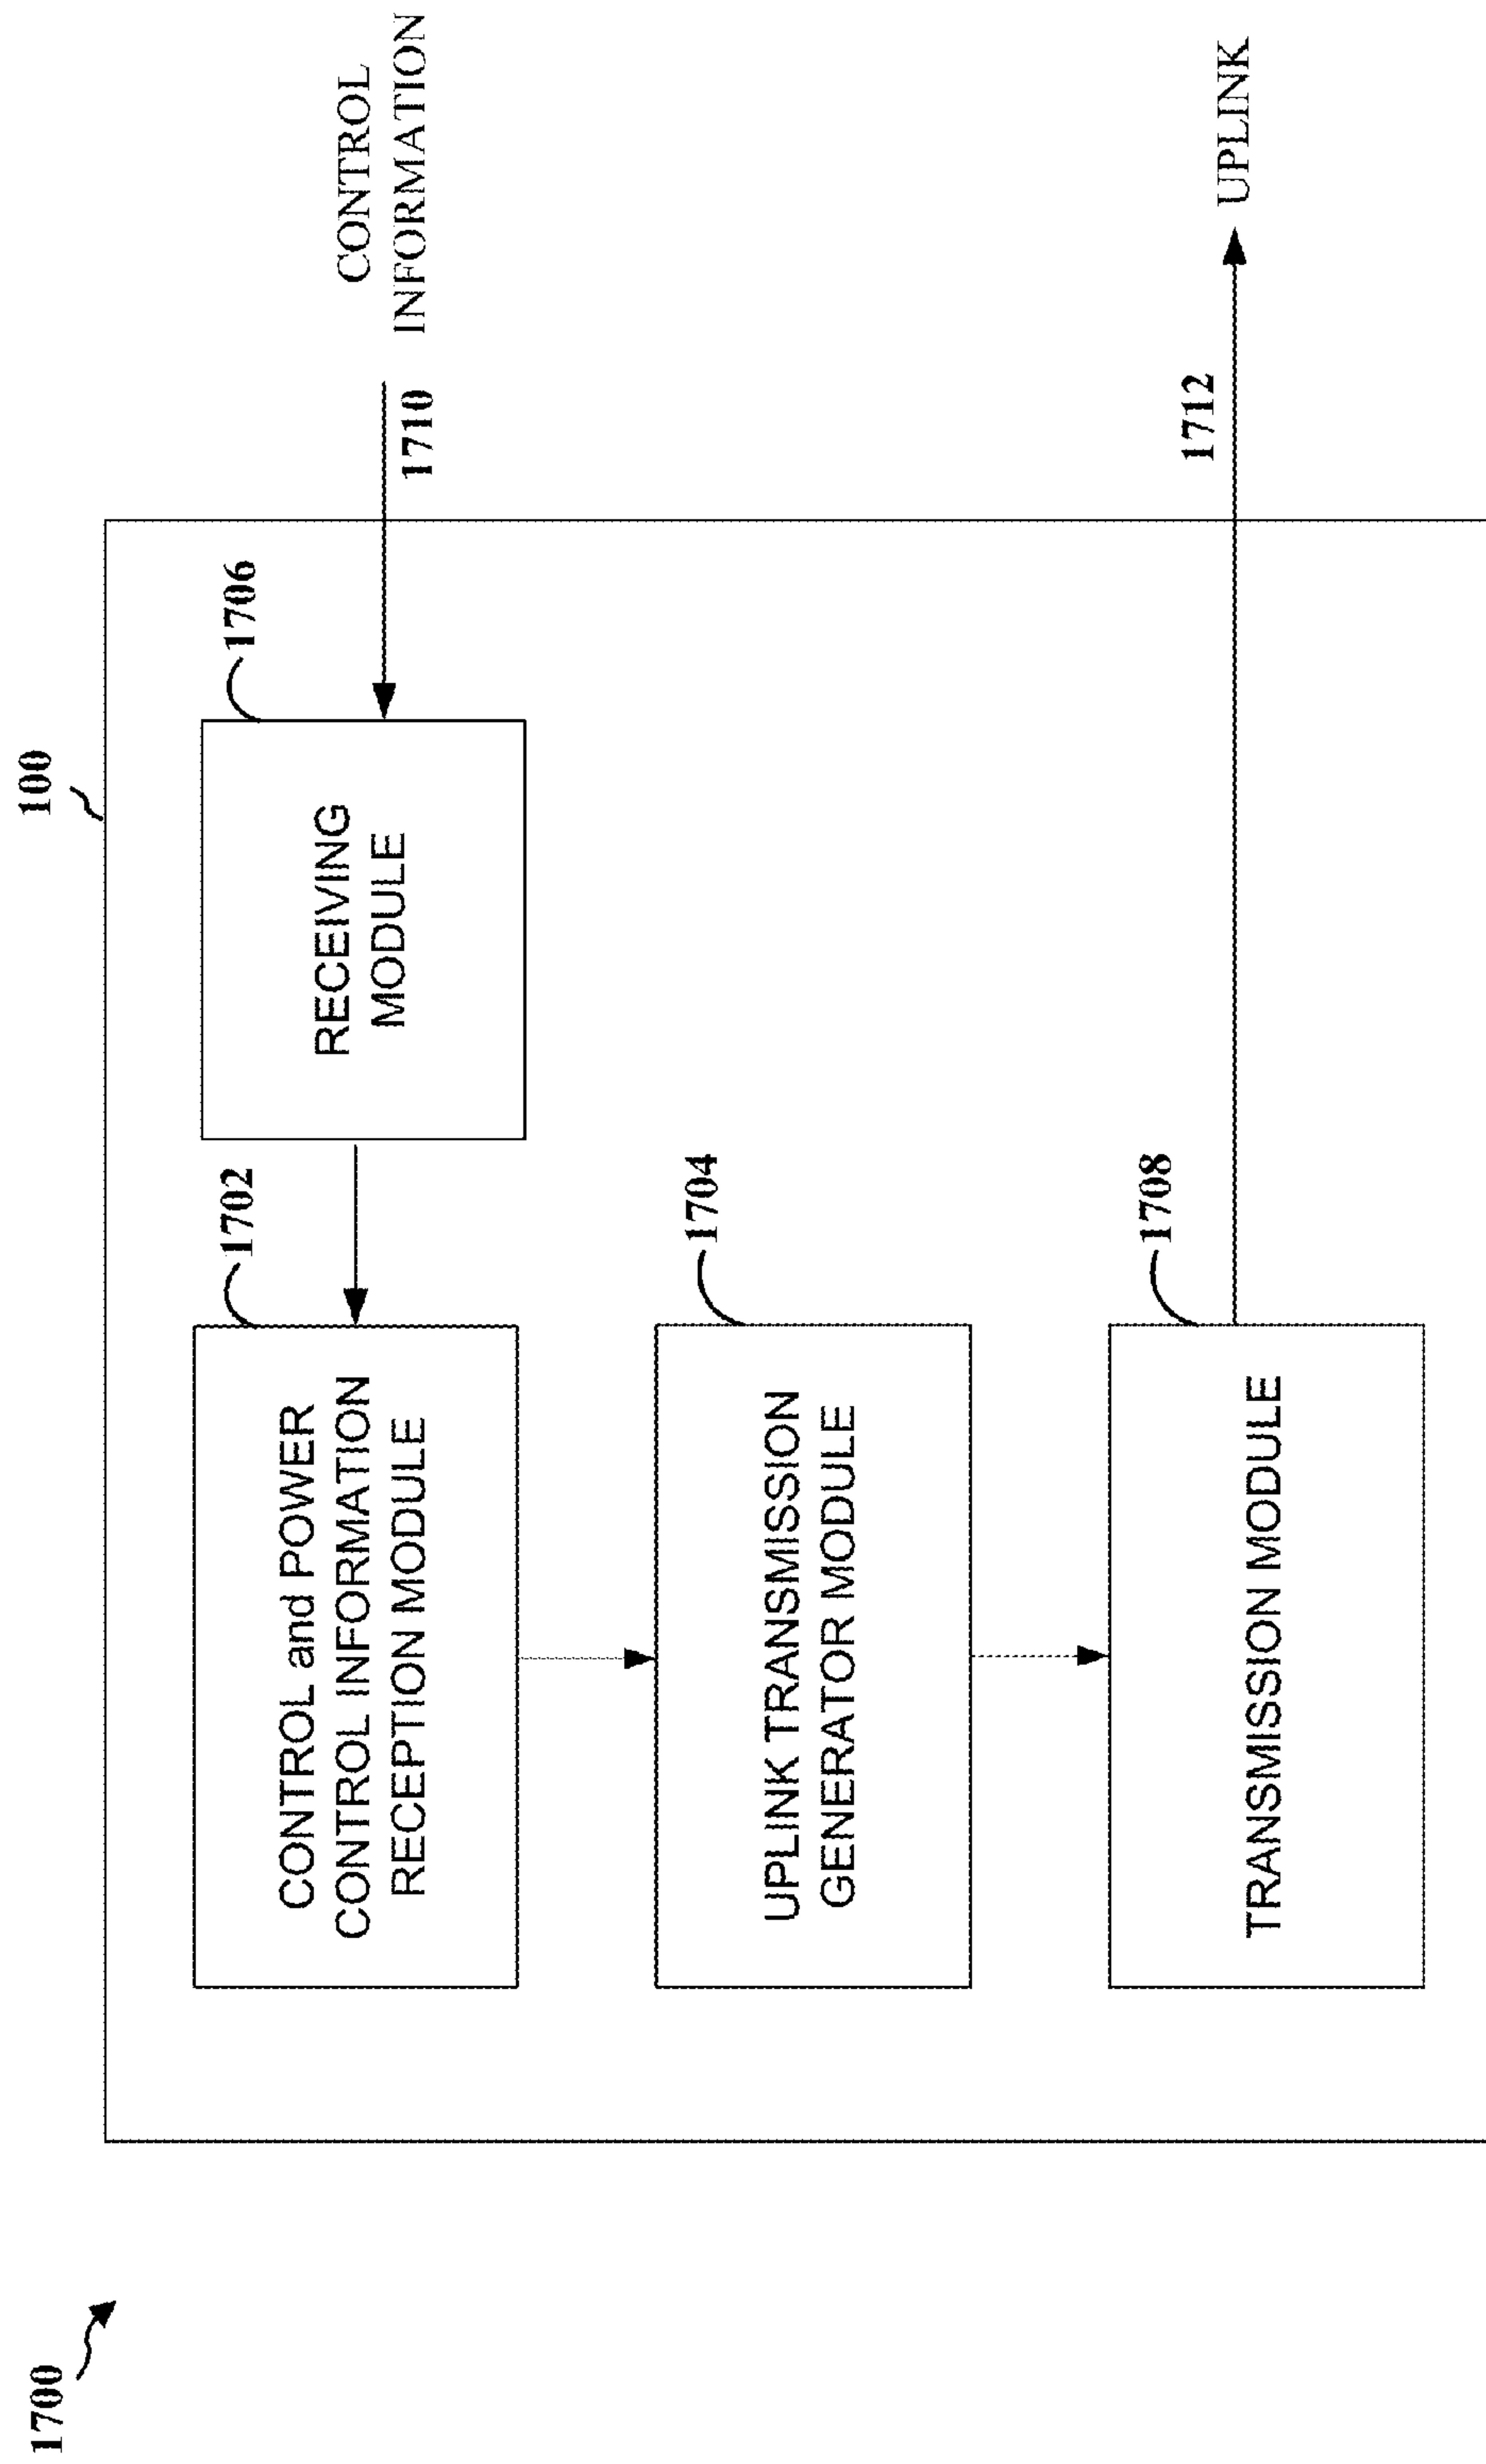 1700
100
1702
CONTROL and POWER
CONTROL INFORMATION
RECEPTION MODULE
1706
RECEIVING
MODULE
CONTROL
INFORMATION
1710
1704
UPLINK TRANSMISSION
GENERATOR MODULE
1708
TRANSMISSION MODULE
1712
UPLINK